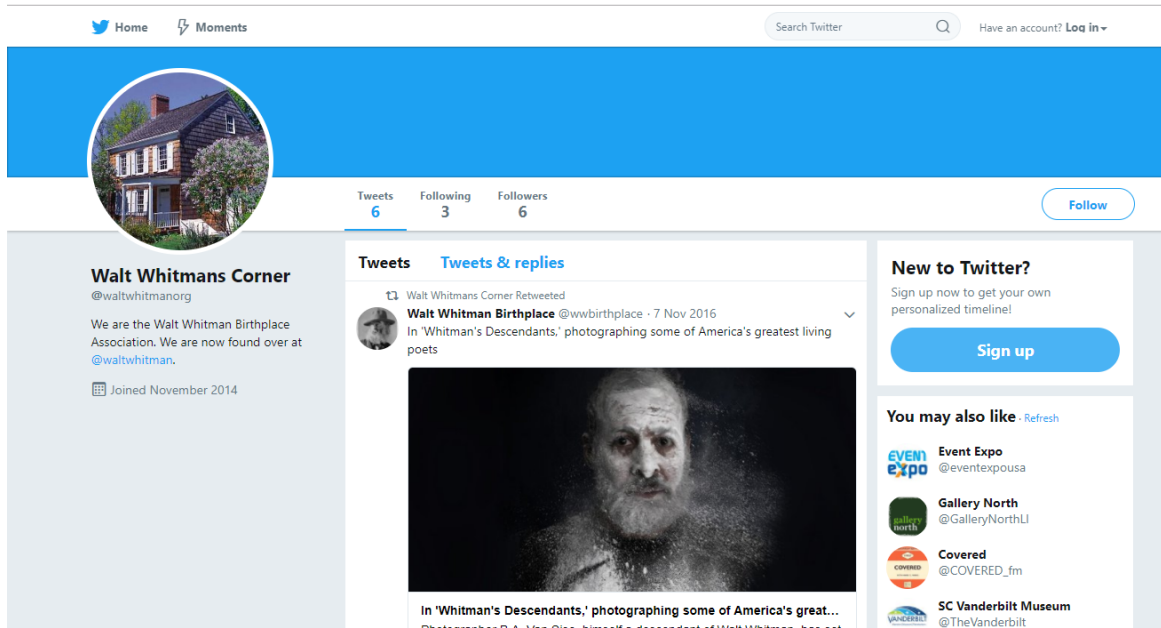 Home
Moments
Search Twitter
Have an account? Log in
Tweets
6
Following
3
Followers
6
Follow
Walt Whitmans Corner
@waltwhitmanorg
We are the Walt Whitman Birthplace
Association. We are now found over at
@waltwhitman.
Joined November 2014
Tweets Tweets & replies
Walt Whitmans Corner Retweeted
Walt Whitman Birthplace @wwbirthplace · 7 Nov 2016
In 'Whitman's Descendants,' photographing some of America's greatest living
poets
In 'Whitman's Descendants,' photographing some of America's great...
New to Twitter?
Sign up now to get your own
personalized timeline!
Sign up
You may also like · Refresh
EVENT
EXPO
Event Expo
@eventexpousa
gallery
north
Gallery North
@GalleryNorthLI
COVERED
Covered
@COVERED_fm
VANDERBILT
SC Vanderbilt Museum
@TheVanderbilt